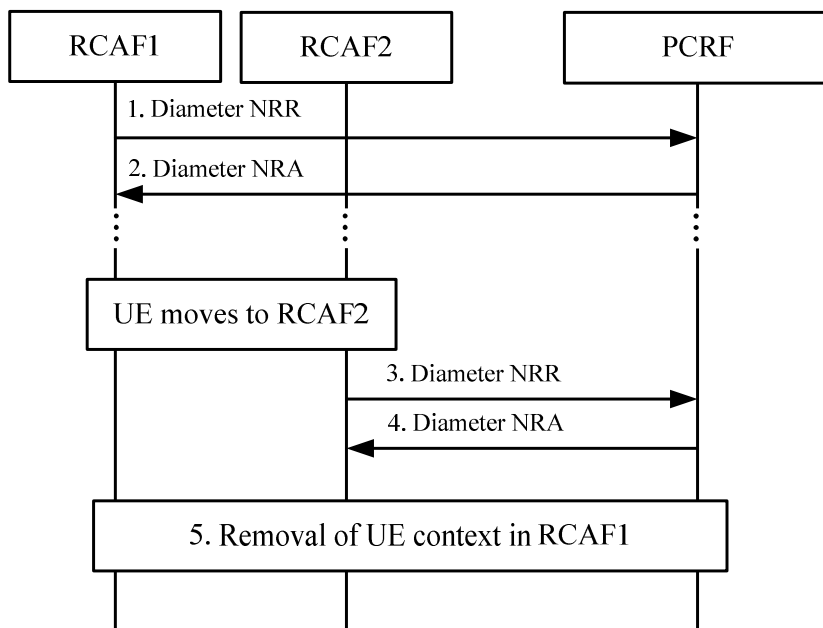 RCAF1
RCAF2
PCRF
1. Diameter NRR
2. Diameter NRA
UE moves to RCAF2
3. Diameter NRR
4. Diameter NRA
5. Removal of UE context in RCAF1